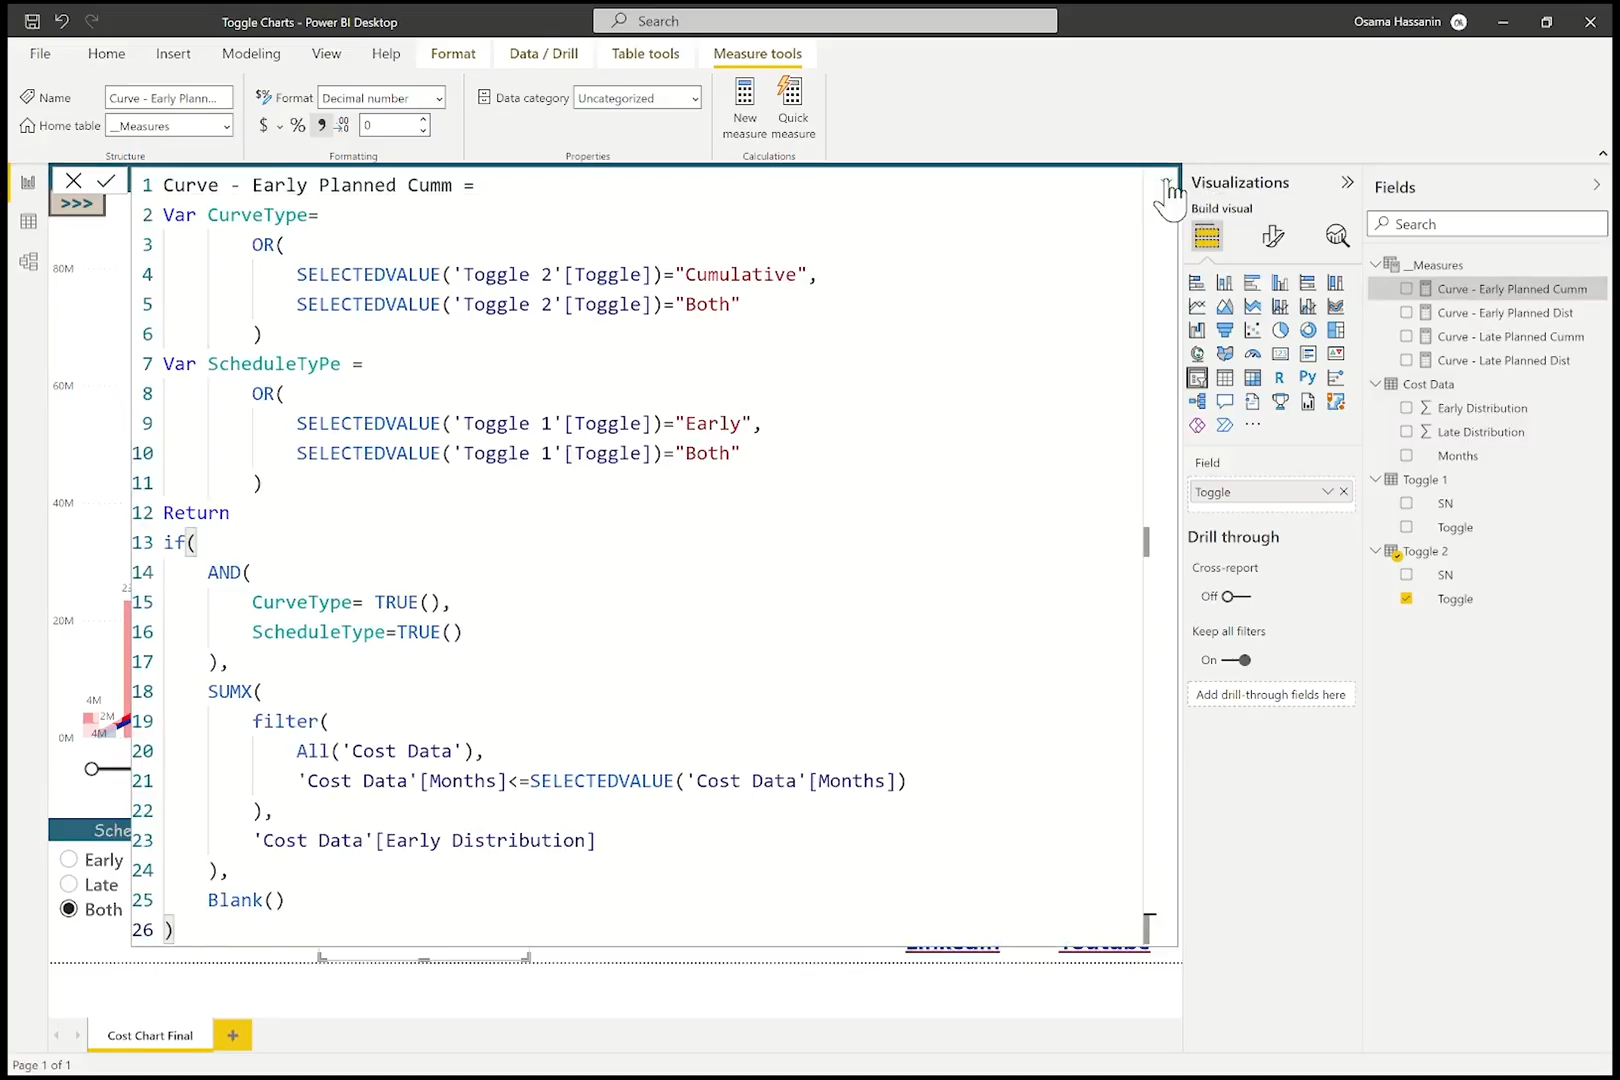 Toggle Charts - Power BI Desktop
Search
Osama Hassanin
File Home Insert Modeling View Help Format Data / Drill Table tools Measure tools
Name Curve - Early Plann...
Home table __Measures
Structure
Format Decimal number
$ % 9 .00 0
Formatting
Data category Uncategorized
Properties
New measure
Quick measure
Calculations
>>>
1 Curve - Early Planned Cumm =
2 Var CurveType=
3 OR(
4 SELECTEDVALUE('Toggle 2'[Toggle])="Cumulative",
5 SELECTEDVALUE('Toggle 2'[Toggle])="Both"
6 )
7 Var ScheduleTyPe =
8 OR(
9 SELECTEDVALUE('Toggle 1'[Toggle])="Early",
10 SELECTEDVALUE('Toggle 1'[Toggle])="Both"
11 )
12 Return
13 if(
14 AND(
15 CurveType= TRUE(),
16 ScheduleType=TRUE()
17 ),
18 SUMX(
19 filter(
20 All('Cost Data'),
21 'Cost Data'[Months]<=SELECTEDVALUE('Cost Data'[Months])
22 ),
23 'Cost Data'[Early Distribution]
24 ),
25 Blank()
26 )
80M
60M
40M
20M
0M
4M
2M
4M
Sche
Early
Late
Both
LinkedIn
Youtube
Visualizations
Build visual
R Py
Field
Toggle
Drill through
Cross-report
Off
Keep all filters
On
Add drill-through fields here
Fields
Search
__Measures
Curve - Early Planned Cumm
Curve - Early Planned Dist
Curve - Late Planned Cumm
Curve - Late Planned Dist
Cost Data
Early Distribution
Late Distribution
Months
Toggle 1
SN
Toggle
Toggle 2
SN
Toggle
Cost Chart Final
Page 1 of 1